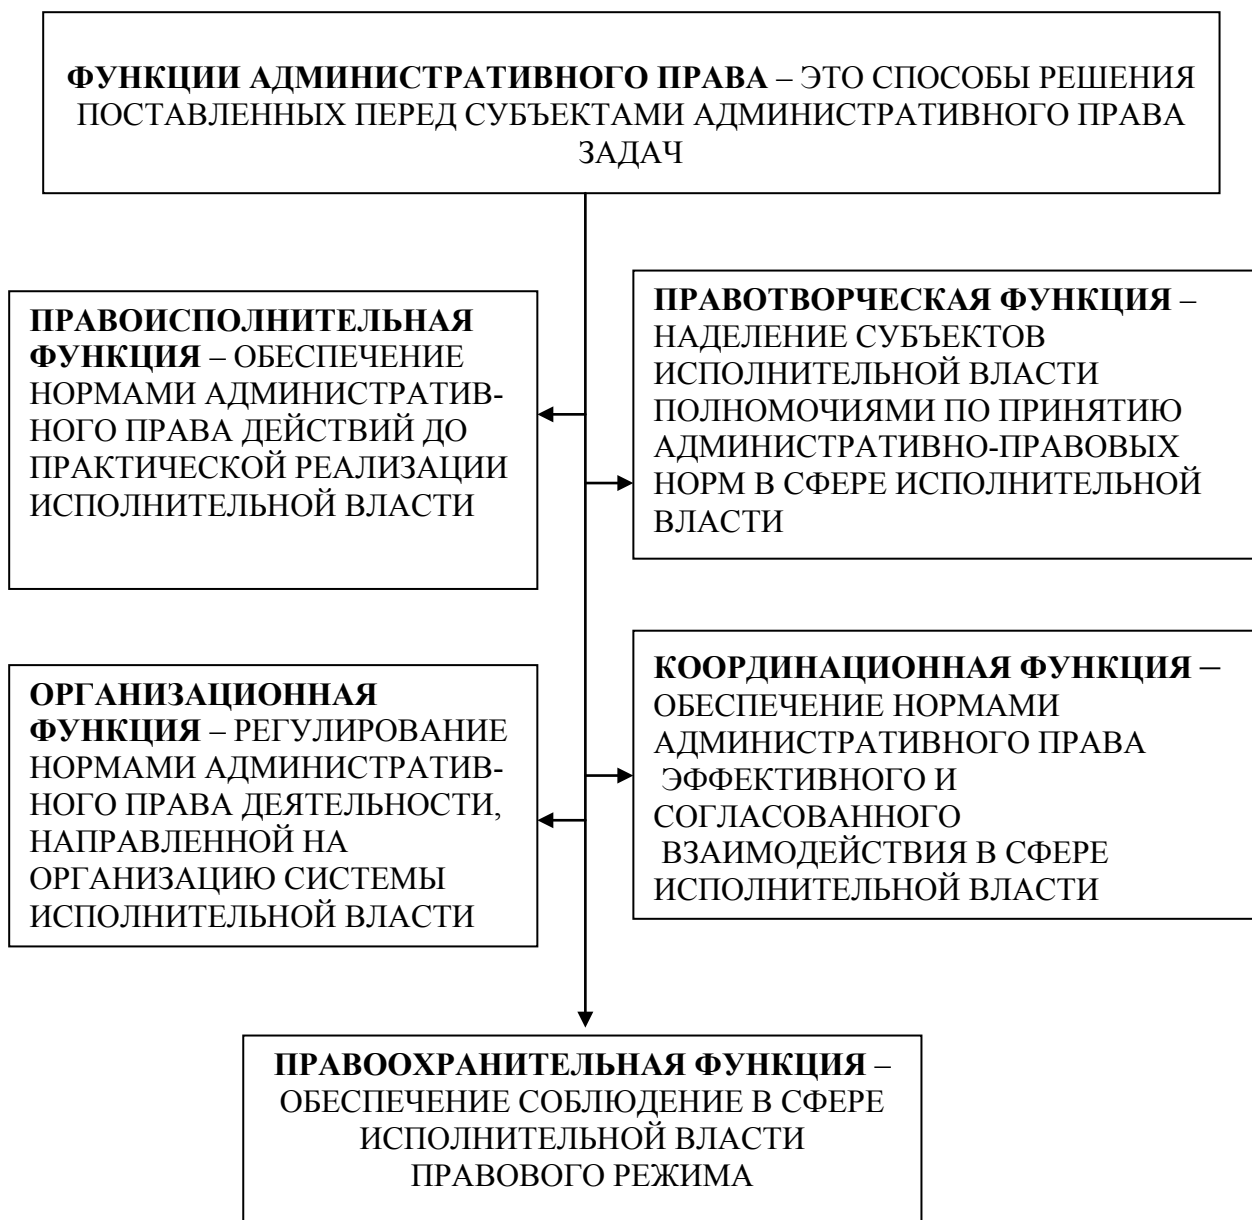 ФУНКЦИИ АДМИНИСТРАТИВНОГО ПРАВА – ЭТО СПОСОБЫ РЕШЕНИЯ
ПОСТАВЛЕННЫХ ПЕРЕД СУБЪЕКТАМИ АДМИНИСТРАТИВНОГО ПРАВА
ЗАДАЧ
ПРАВОИСПОЛНИТЕЛЬНАЯ
ФУНКЦИЯ – ОБЕСПЕЧЕНИЕ
НОРМАМИ АДМИНИСТРАТИВ-
НОГО ПРАВА ДЕЙСТВИЙ ДО
ПРАКТИЧЕСКОЙ РЕАЛИЗАЦИИ
ИСПОЛНИТЕЛЬНОЙ ВЛАСТИ
ПРАВОТВОРЧЕСКАЯ ФУНКЦИЯ –
НАДЕЛЕНИЕ СУБЪЕКТОВ
ИСПОЛНИТЕЛЬНОЙ ВЛАСТИ
ПОЛНОМОЧИЯМИ ПО ПРИНЯТИЮ
АДМИНИСТРАТИВНО-ПРАВОВЫХ
НОРМ В СФЕРЕ ИСПОЛНИТЕЛЬНОЙ
ВЛАСТИ
ОРГАНИЗАЦИОННАЯ
ФУНКЦИЯ – РЕГУЛИРОВАНИЕ
НОРМАМИ АДМИНИСТРАТИВ-
НОГО ПРАВА ДЕЯТЕЛЬНОСТИ,
НАПРАВЛЕННОЙ НА
ОРГАНИЗАЦИЮ СИСТЕМЫ
ИСПОЛНИТЕЛЬНОЙ ВЛАСТИ
КООРДИНАЦИОННАЯ ФУНКЦИЯ –
ОБЕСПЕЧЕНИЕ НОРМАМИ
АДМИНИСТРАТИВНОГО ПРАВА
ЭФФЕКТИВНОГО И
СОГЛАСОВАННОГО
ВЗАИМОДЕЙСТВИЯ В СФЕРЕ
ИСПОЛНИТЕЛЬНОЙ ВЛАСТИ
ПРАВООХРАНИТЕЛЬНАЯ ФУНКЦИЯ –
ОБЕСПЕЧЕНИЕ СОБЛЮДЕНИЕ В СФЕРЕ
ИСПОЛНИТЕЛЬНОЙ ВЛАСТИ
ПРАВОВОГО РЕЖИМА